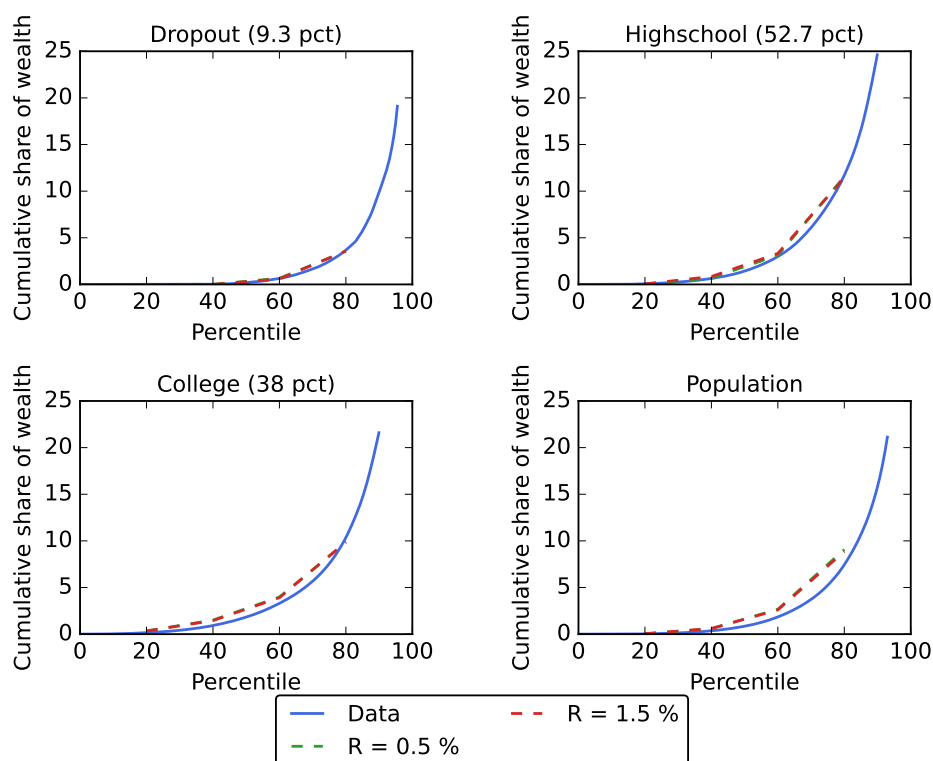 Dropout (9.3 pct)
Cumulative share of wealth
25
20
15
10
5
0
0 20 40 60 80 100
Percentile
Highschool (52.7 pct)
Cumulative share of wealth
25
20
15
10
5
0
0 20 40 60 80 100
Percentile
College (38 pct)
Cumulative share of wealth
25
20
15
10
5
0
0 20 40 60 80 100
Percentile
Population
Cumulative share of wealth
25
20
15
10
5
0
0 20 40 60 80 100
Percentile
Data
R = 0.5 %
R = 1.5 %